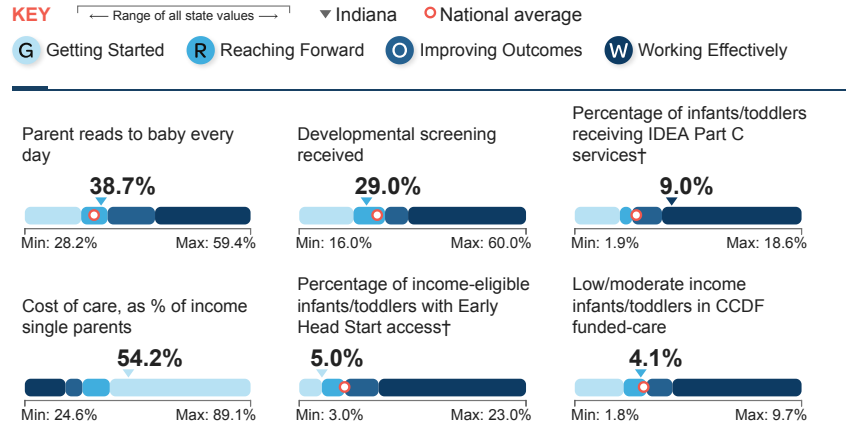 KEY
Range of all state values
Indiana
National average
G Getting Started
R Reaching Forward
O Improving Outcomes
W Working Effectively
Parent reads to baby every
day
38.7%
Min: 28.2%
Max: 59.4%
Developmental screening
received
29.0%
Min: 16.0%
Max: 60.0%
Percentage of infants/toddlers
receiving IDEA Part C
services†
9.0%
Min: 1.9%
Max: 18.6%
Cost of care, as % of income
single parents
54.2%
Min: 24.6%
Max: 89.1%
Percentage of income-eligible
infants/toddlers with Early
Head Start access†
5.0%
Min: 3.0%
Max: 23.0%
Low/moderate income
infants/toddlers in CCDF
funded-care
4.1%
Min: 1.8%
Max: 9.7%